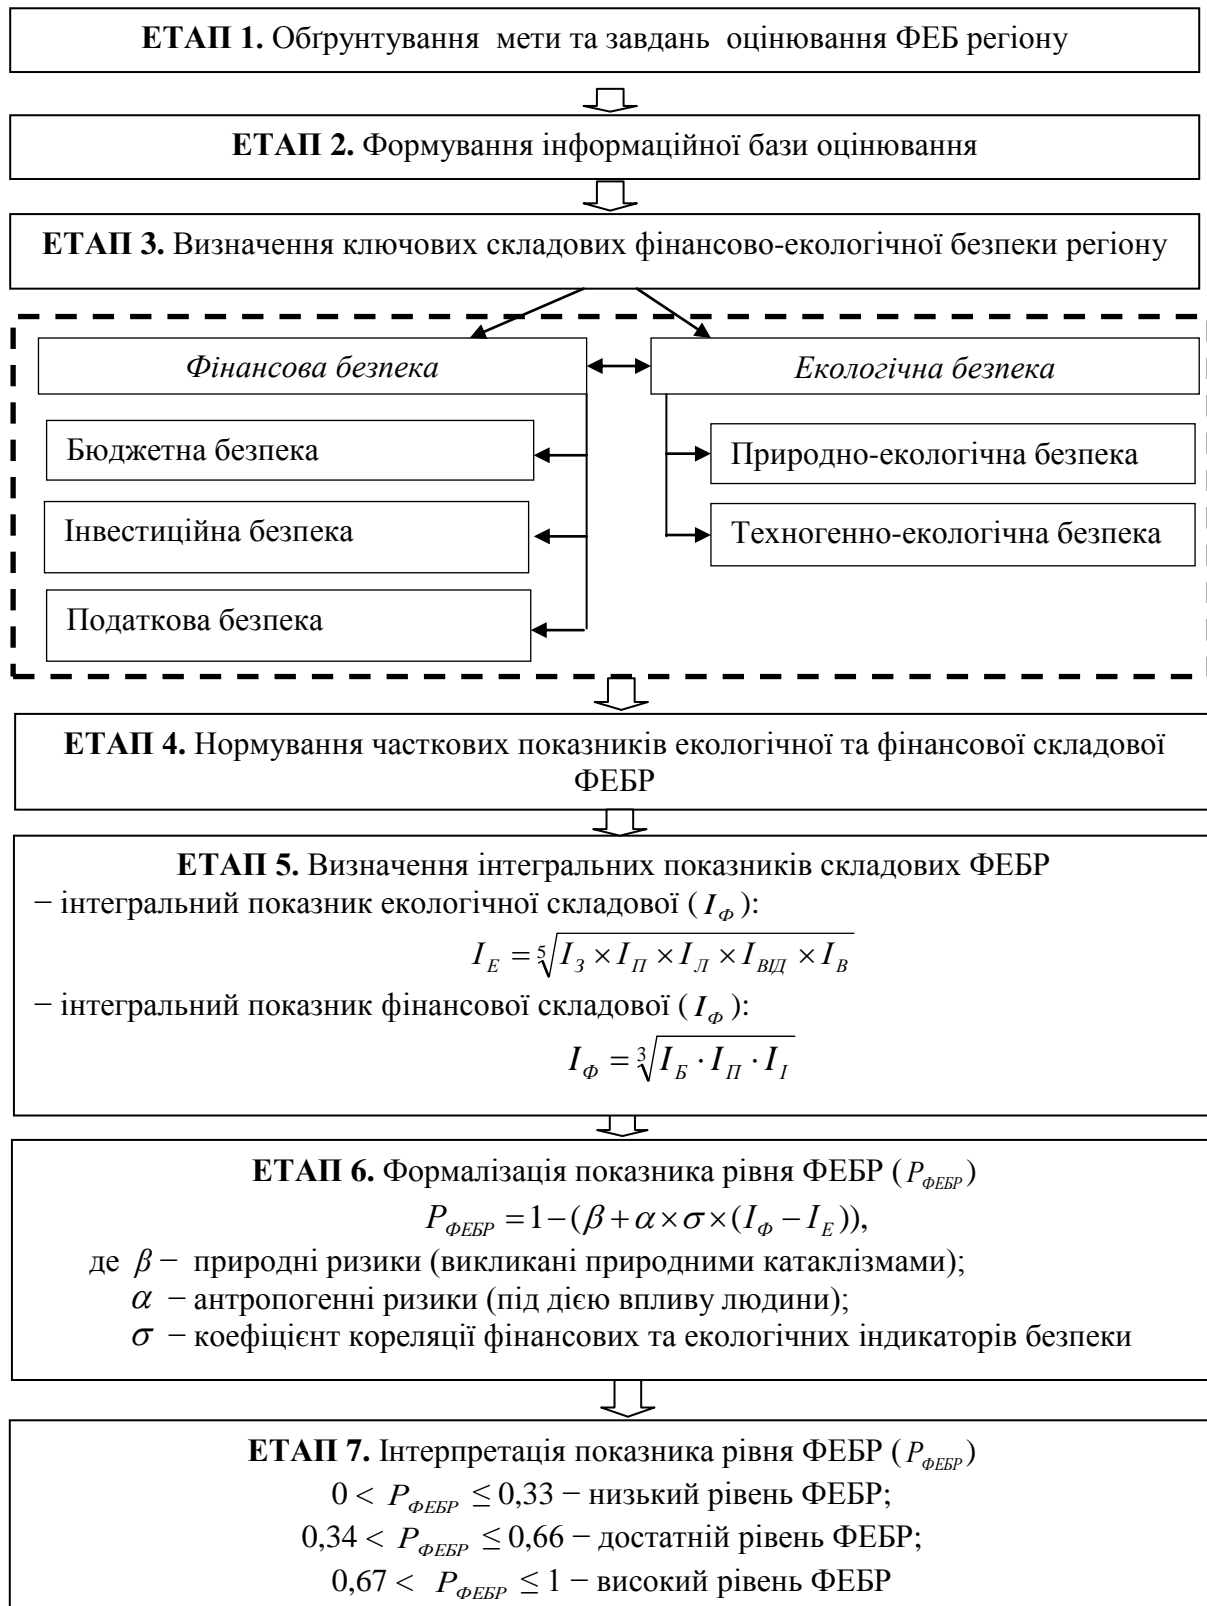 ЕТАП 1. Обґрунтування мети та завдань оцінювання ФЕБ регіону
ЕТАП 2. Формування інформаційної бази оцінювання
ЕТАП 3. Визначення ключових складових фінансово-екологічної безпеки регіону
Фінансова безпека
Екологічна безпека
Бюджетна безпека
Природно-екологічна безпека
Інвестиційна безпека
Техногенно-екологічна безпека
Податкова безпека
ЕТАП 4. Нормування часткових показників екологічної та фінансової складової
ФЕБР
ЕТАП 5. Визначення інтегральних показників складових ФЕБР
− інтегральний показник екологічної складової ( I_Ф ):
I_Е = ⁵√(I_З × I_П × I_Л × I_ВІД × I_В)
− інтегральний показник фінансової складової ( I_Ф ):
I_Ф = ³√(I_Б · I_П · I_І)
ЕТАП 6. Формалізація показника рівня ФЕБР ( P_ФЕБР )
P_ФЕБР = 1 − (β + α × σ × (I_Ф − I_Е)),
де β − природні ризики (викликані природними катаклізмами);
α − антропогенні ризики (під дією впливу людини);
σ − коефіцієнт кореляції фінансових та екологічних індикаторів безпеки
ЕТАП 7. Інтерпретація показника рівня ФЕБР ( P_ФЕБР )
0 < P_ФЕБР ≤ 0,33 − низький рівень ФЕБР;
0,34 < P_ФЕБР ≤ 0,66 − достатній рівень ФЕБР;
0,67 < P_ФЕБР ≤ 1 − високий рівень ФЕБР